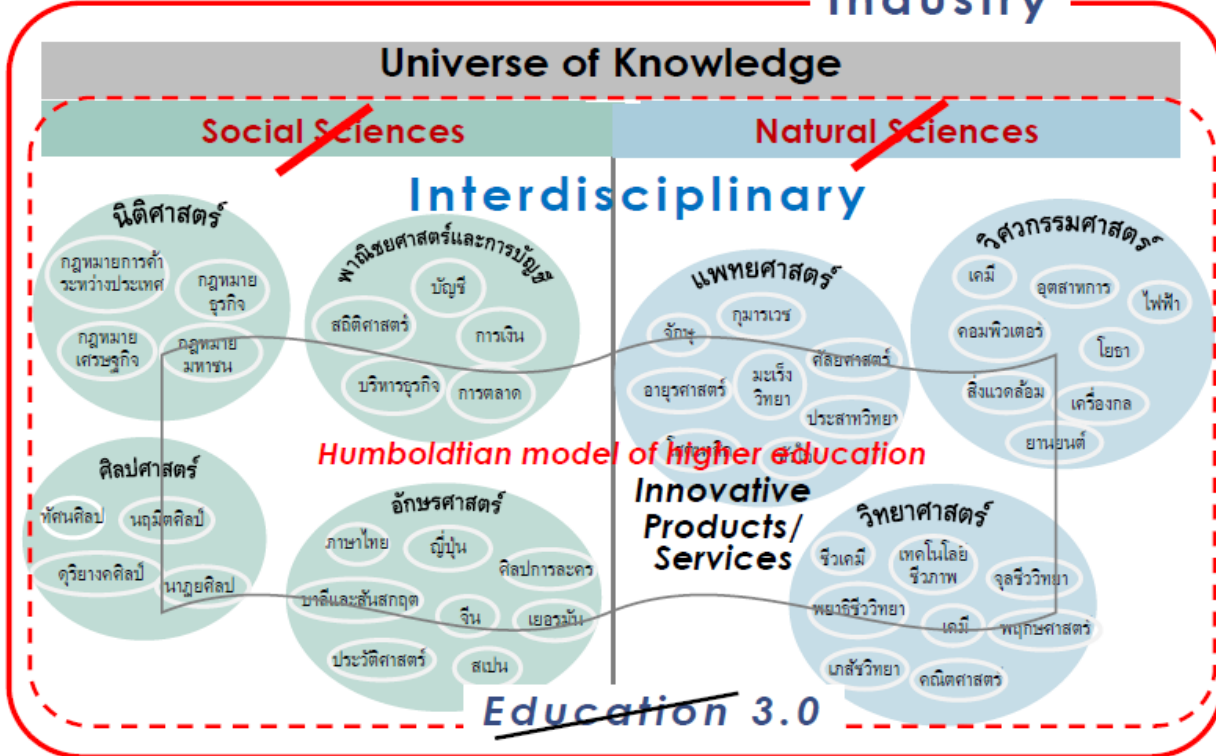 Industry
Universe of Knowledge
Social Sciences
Natural Sciences
Interdisciplinary
นิติศาสตร์
กฎหมายการค้า
ระหว่างประเทศ
กฎหมาย
ธุรกิจ
กฎหมาย
เศรษฐกิจ
กฎหมาย
มหาชน
พาณิชยศาสตร์และการบัญชี
บัญชี
สถิติศาสตร์
การเงิน
บริหารธุรกิจ
การตลาด
แพทยศาสตร์
กุมารเวช
จักษุ
ศัลยศาสตร์
อายุรศาสตร์
มะเร็ง
วิทยา
ประสาทวิทยา
วิศวกรรมศาสตร์
เคมี
อุตสาหการ
ไฟฟ้า
คอมพิวเตอร์
โยธา
สิ่งแวดล้อม
เครื่องกล
ยานยนต์
Humboldtian model of higher education
Innovative
Products/
Services
ศิลปศาสตร์
ทัศนศิลป์
นฤมิตศิลป์
ดุริยางคศิลป์
นาฏยศิลป
อักษรศาสตร์
ภาษาไทย
ญี่ปุ่น
ศิลปการละคร
บาลีและสันสกฤต
จีน
เยอรมัน
ประวัติศาสตร์
สเปน
วิทยาศาสตร์
ชีวเคมี
เทคโนโลยี
ชีวภาพ
จุลชีววิทยา
พยาธิชีววิทยา
เคมี
พฤกษศาสตร์
เภสัชวิทยา
คณิตศาสตร์
Education 3.0